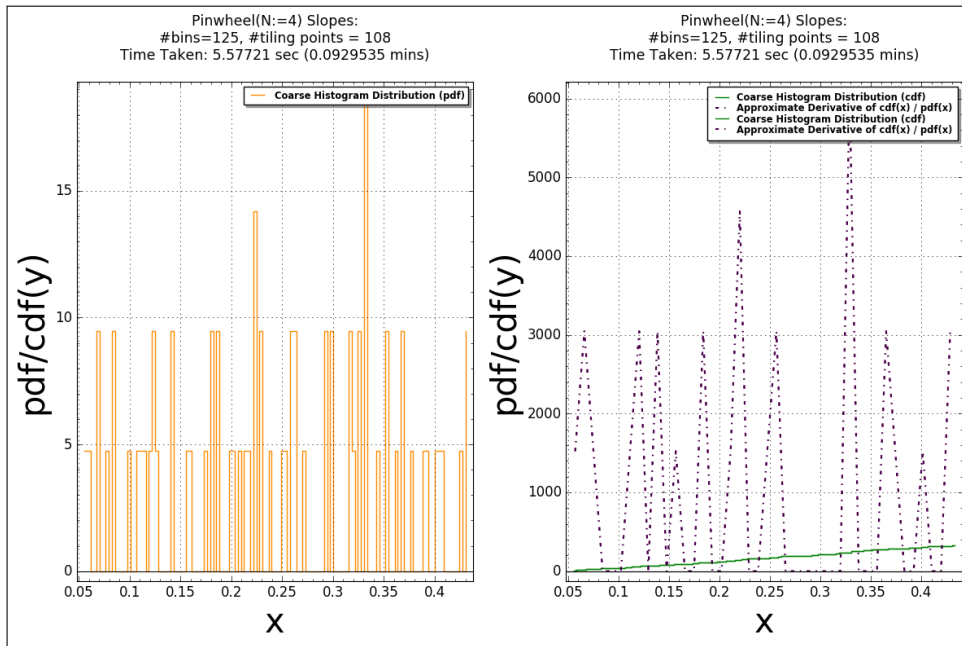 Pinwheel(N:=4) Slopes:
#bins=125, #tiling points = 108
Time Taken: 5.57721 sec (0.0929535 mins)
Coarse Histogram Distribution (pdf)
15
10
5
0
pdf/cdf(y)
0.05 0.1 0.15 0.2 0.25 0.3 0.35 0.4
x
Pinwheel(N:=4) Slopes:
#bins=125, #tiling points = 108
Time Taken: 5.57721 sec (0.0929535 mins)
Coarse Histogram Distribution (cdf)
Approximate Derivative of cdf(x) / pdf(x)
Coarse Histogram Distribution (cdf)
Approximate Derivative of cdf(x) / pdf(x)
6000
5000
4000
3000
2000
1000
0
pdf/cdf(y)
0.05 0.1 0.15 0.2 0.25 0.3 0.35 0.4
x